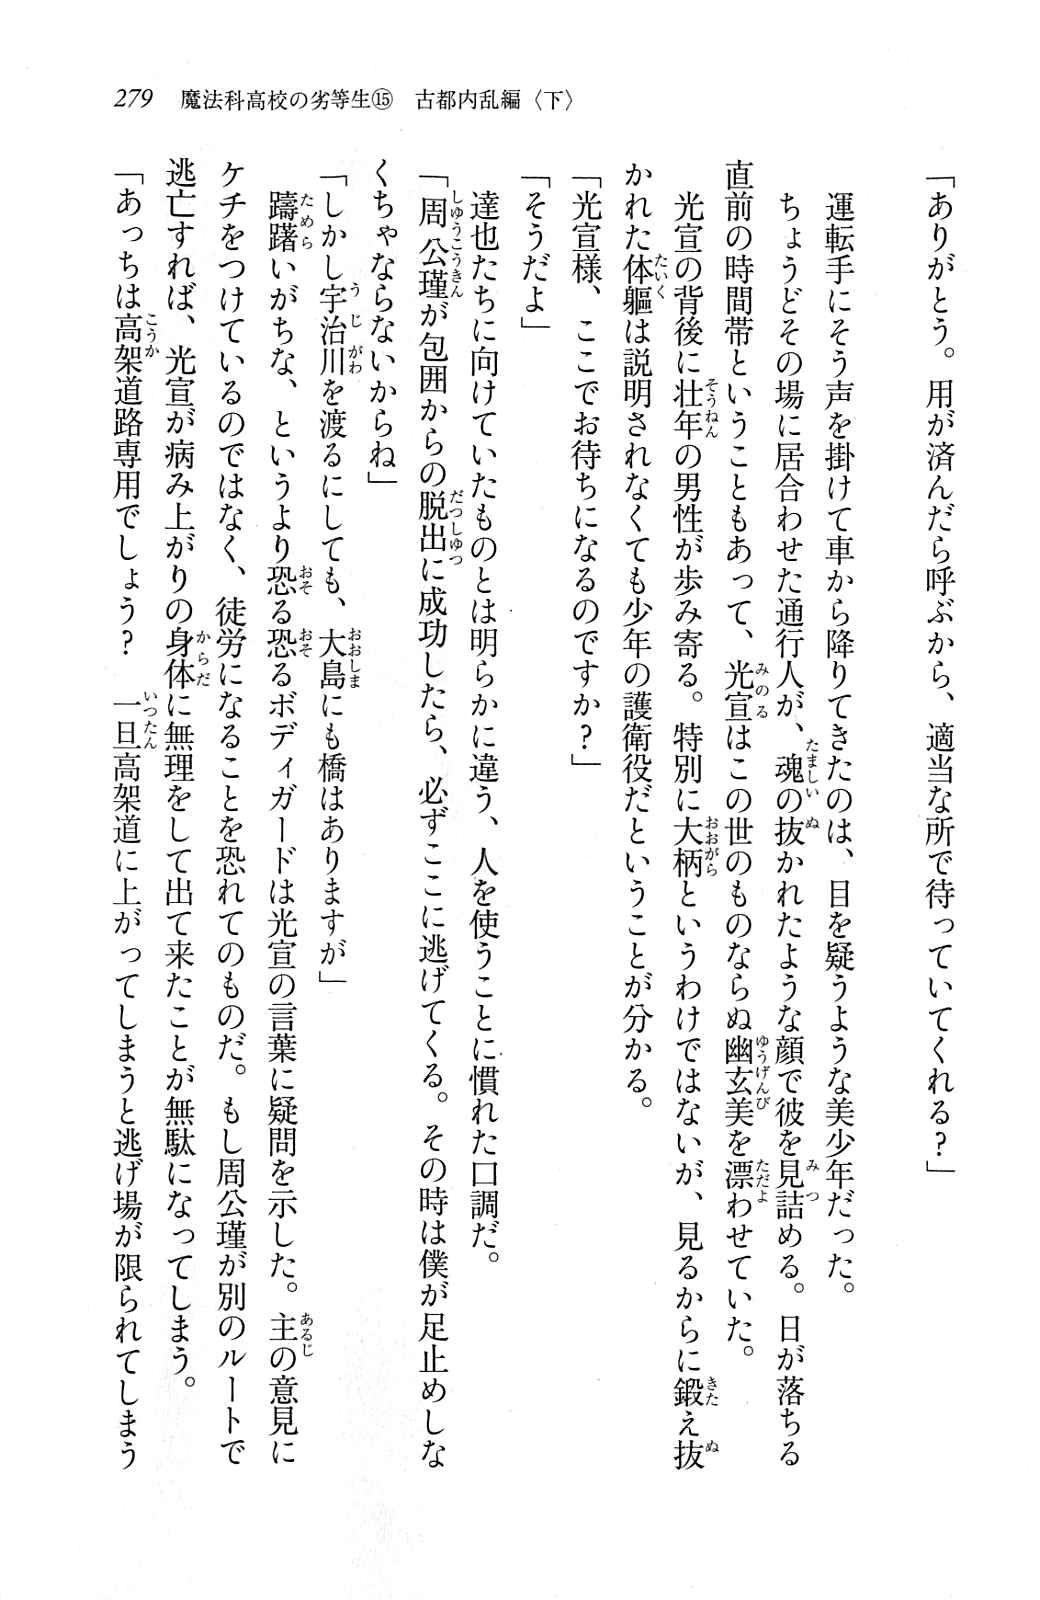 279　魔法科高校の劣等生⑮　古都内乱編〈下〉
「ありがとう。用が済んだら呼ぶから、適当な所で待っていてくれる？」
　運転手にそう声を掛けて車から降りてきたのは、目を疑うような美少年だった。
　ちょうどその場に居合わせた通行人が、魂の抜かれたような顔で彼を見詰める。日が落ちる
直前の時間帯ということもあって、光宣はこの世のものならぬ幽玄美を漂わせていた。
　光宣の背後に壮年の男性が歩み寄る。特別に大柄というわけではないが、見るからに鍛え抜
かれた体軀は説明されなくても少年の護衛役だということが分かる。
「光宣様、ここでお待ちになるのですか？」
「そうだよ」
　達也たちに向けていたものとは明らかに違う、人を使うことに慣れた口調だ。
「周公瑾が包囲からの脱出に成功したら、必ずここに逃げてくる。その時は僕が足止めしな
くちゃならないからね」
「しかし宇治川を渡るにしても、大島にも橋はありますが」
　躊躇いがちな、というより恐る恐るボディガードは光宣の言葉に疑問を示した。主の意見に
ケチをつけているのではなく、徒労になることを恐れてのものだ。もし周公瑾が別のルートで
逃亡すれば、光宣が病み上がりの身体に無理をして出て来たことが無駄になってしまう。
「あっちは高架道路専用でしょう？　一旦高架道に上がってしまうと逃げ場が限られてしまう